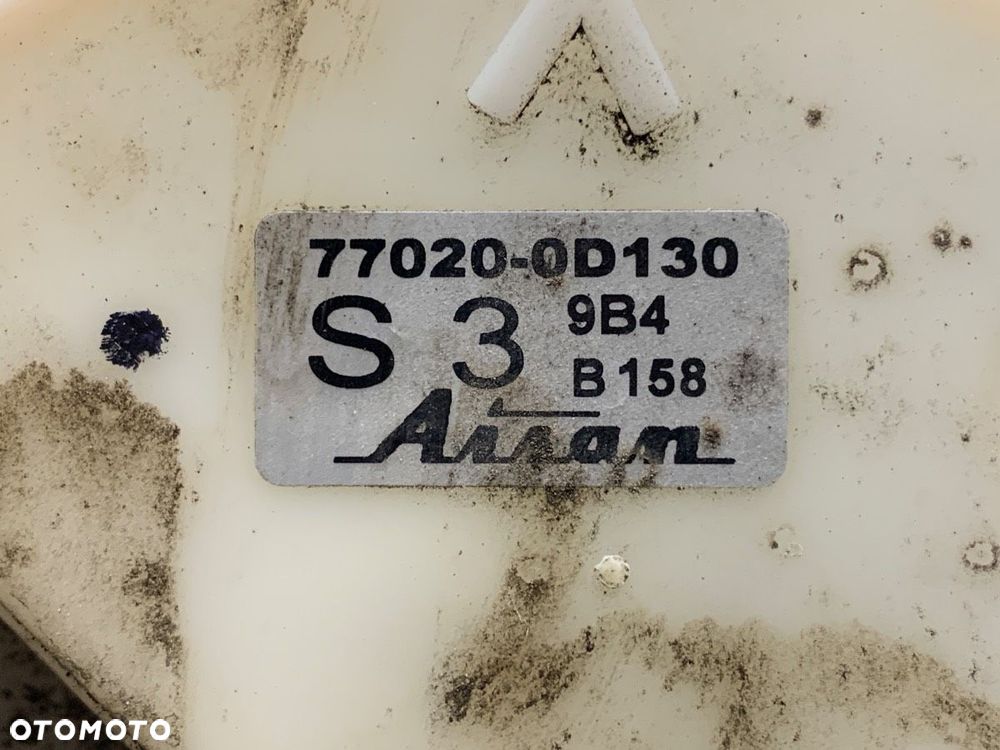 77020-0D130
S 3 9B4
B158
Aisan
OTOMOTO